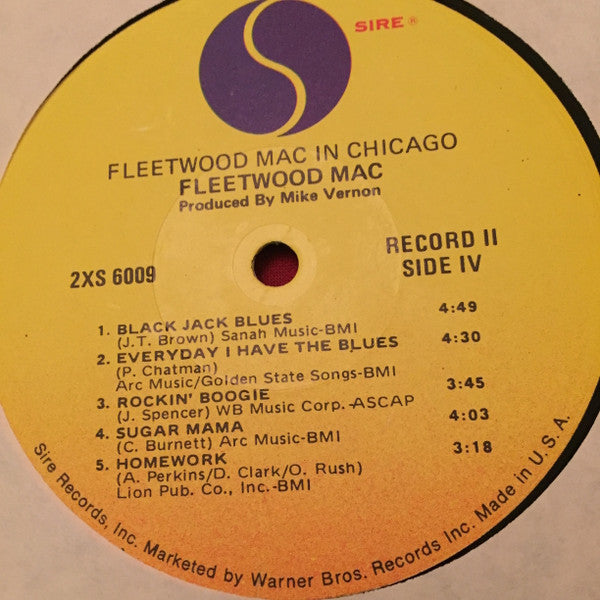 SIRE ®
FLEETWOOD MAC IN CHICAGO
FLEETWOOD MAC
Produced By Mike Vernon
2XS 6009
RECORD II
SIDE IV
1. BLACK JACK BLUES 4:49
(J.T. Brown) Sanah Music-BMI
2. EVERYDAY I HAVE THE BLUES 4:30
(P. Chatman)
Arc Music/Golden State Songs-BMI
3. ROCKIN' BOOGIE 3:45
(J. Spencer) WB Music Corp.-ASCAP
4. SUGAR MAMA 4:03
(C. Burnett) Arc Music-BMI
5. HOMEWORK 3:18
(A. Perkins/D. Clark/O. Rush)
Lion Pub. Co., Inc.-BMI
Sire Records, Inc. Marketed by Warner Bros. Records Inc. Made in U.S.A.